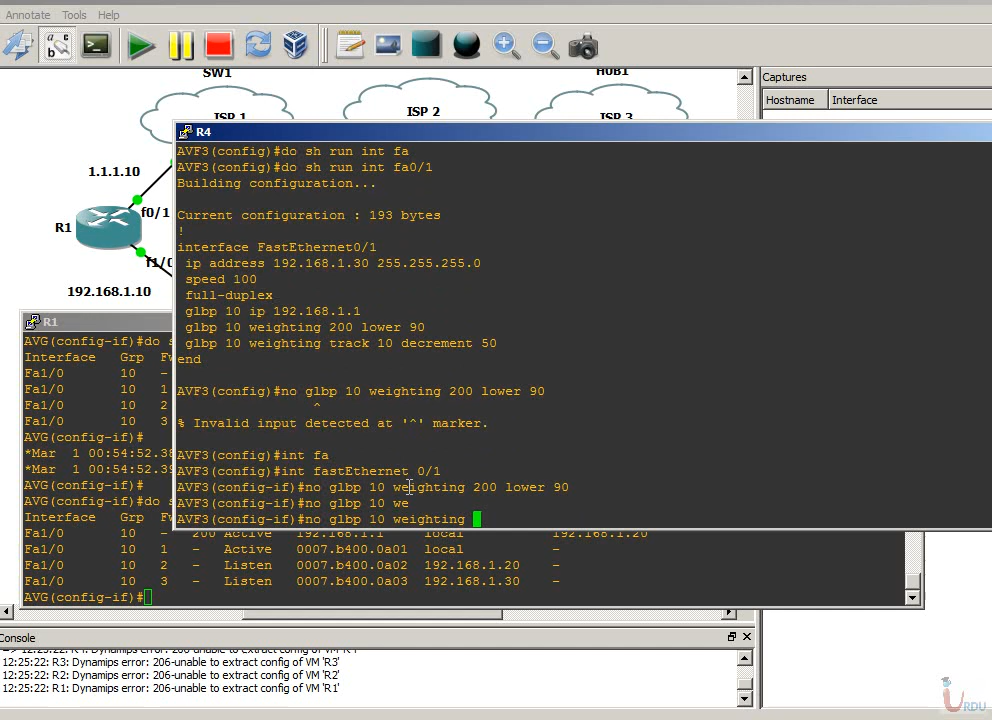 Annotate Tools Help
SW1
HUB1
ISP 1
ISP 2
ISP 3
Captures
Hostname Interface
1.1.1.10
f0/1
R1
f1/0
192.168.1.10
R4
AVF3(config)#do sh run int fa
AVF3(config)#do sh run int fa0/1
Building configuration...
Current configuration : 193 bytes
!
interface FastEthernet0/1
ip address 192.168.1.30 255.255.255.0
speed 100
full-duplex
glbp 10 ip 192.168.1.1
glbp 10 weighting 200 lower 90
glbp 10 weighting track 10 decrement 50
end
AVF3(config)#no glbp 10 weighting 200 lower 90
^
% Invalid input detected at '^' marker.
AVF3(config)#int fa
AVF3(config)#int fastEthernet 0/1
AVF3(config-if)#no glbp 10 weighting 200 lower 90
AVF3(config-if)#no glbp 10 we
AVF3(config-if)#no glbp 10 weighting
R1
AVG(config-if)#do s
Interface Grp Fw
Fa1/0 10 -
Fa1/0 10 1
Fa1/0 10 2
Fa1/0 10 3
AVG(config-if)#
*Mar 1 00:54:52.38
*Mar 1 00:54:52.39
AVG(config-if)#
AVG(config-if)#do s
Interface Grp
Fa1/0 10 - 200 Active 192.168.1.1 local 192.168.1.20
Fa1/0 10 1 - Active 0007.b400.0a01 local -
Fa1/0 10 2 - Listen 0007.b400.0a02 192.168.1.20 -
Fa1/0 10 3 - Listen 0007.b400.0a03 192.168.1.30 -
AVG(config-if)#
Console
12:25:22: R3: Dynamips error: 206-unable to extract config of VM 'R3'
12:25:22: R2: Dynamips error: 206-unable to extract config of VM 'R2'
12:25:22: R1: Dynamips error: 206-unable to extract config of VM 'R1'
URDU